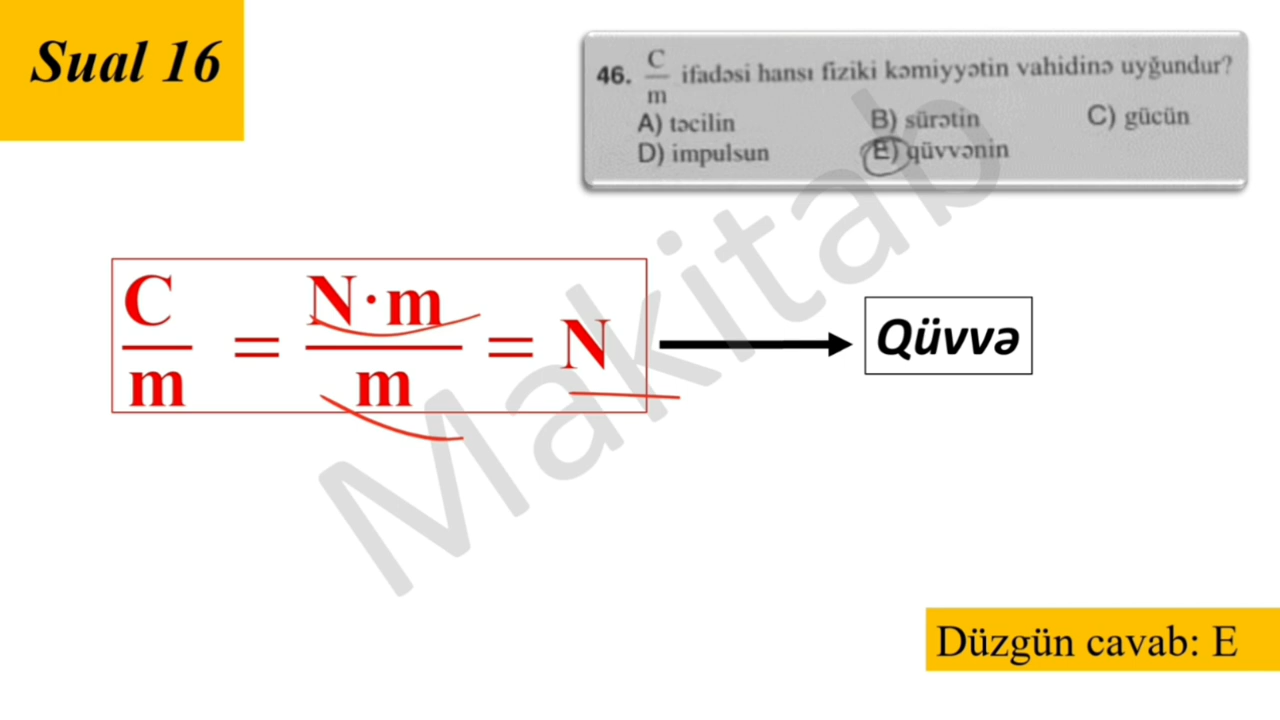 Sual 16
46. C/m ifadəsi hansı fiziki kəmiyyətin vahidinə uyğundur?
A) təcilin B) sürətin C) gücün
D) impulsun E) qüvvənin
C/m = N·m/m = N
Qüvvə
Makitab
Düzgün cavab: E